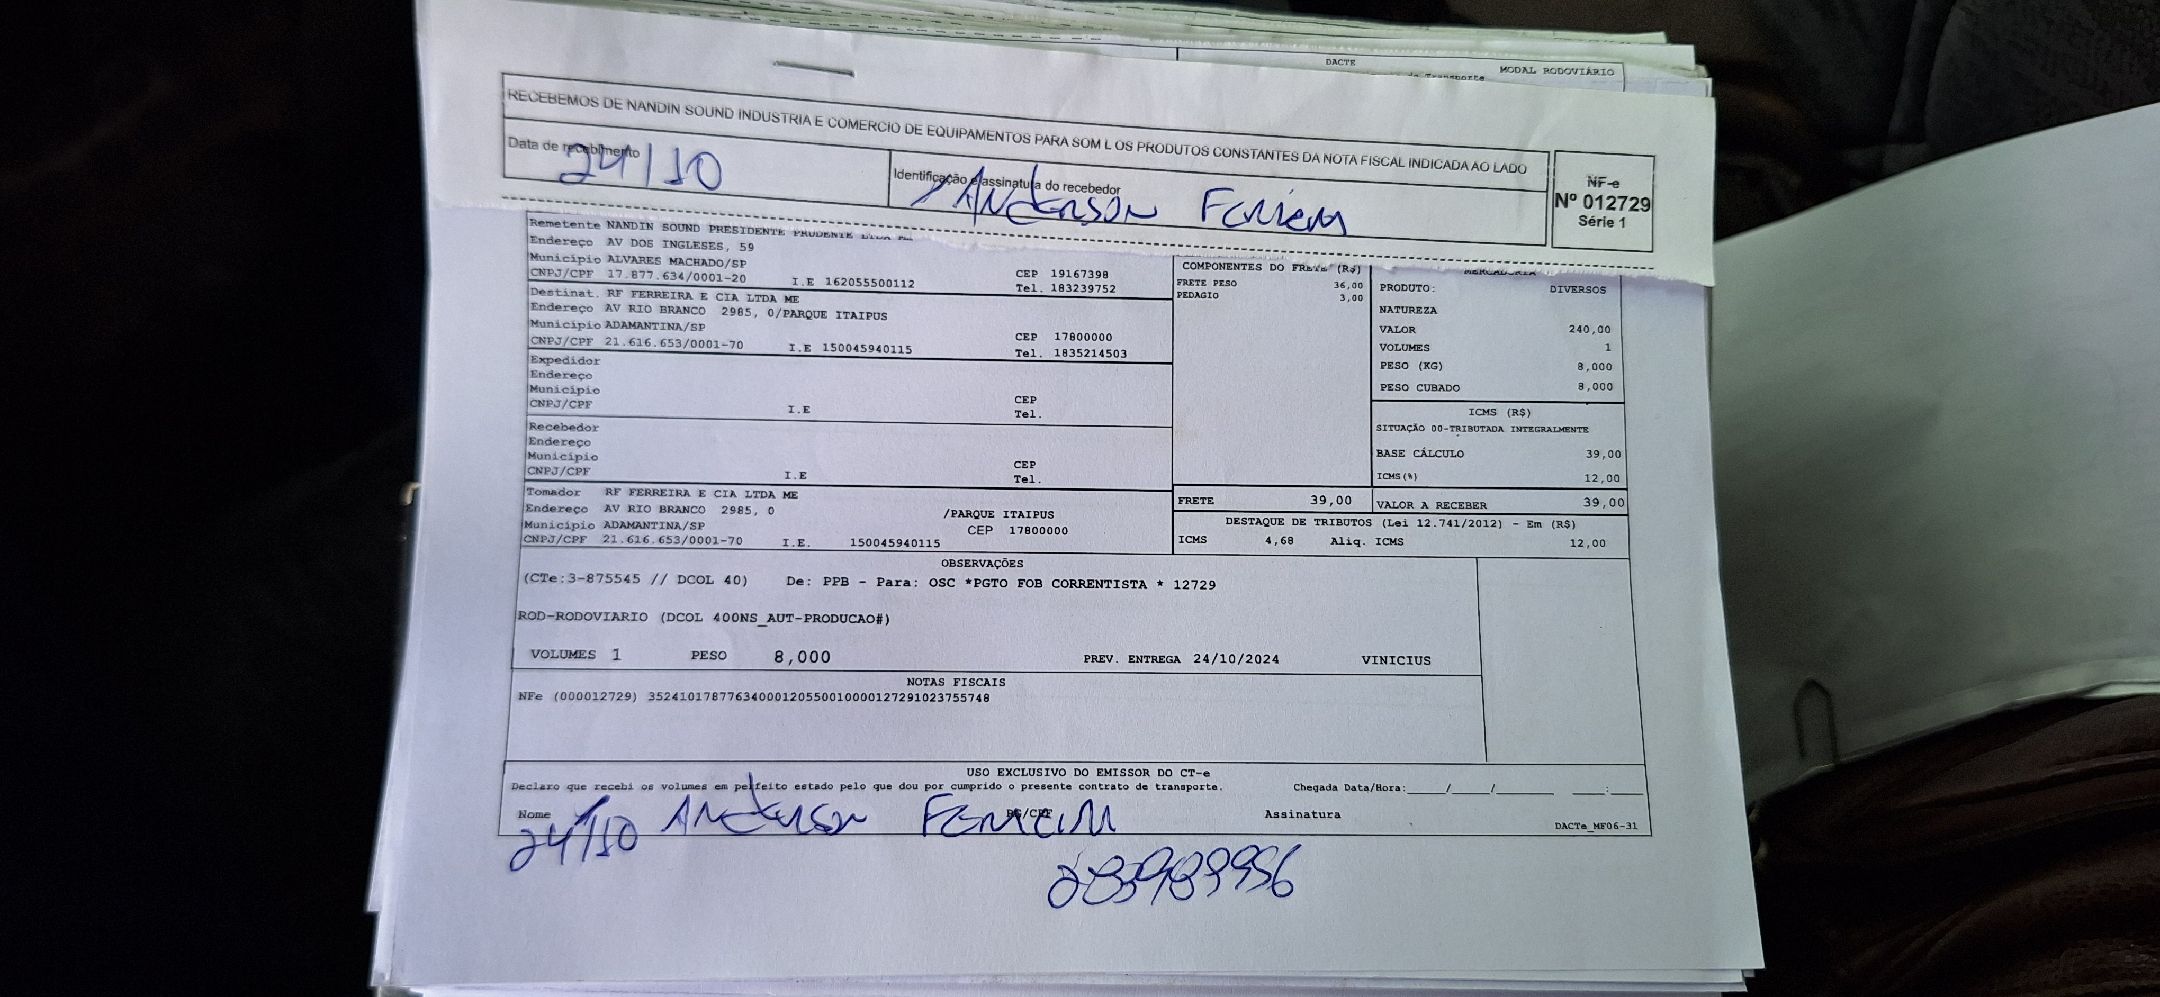 DACTE
MODAL RODOVIÁRIO
RECEBEMOS DE NANDIN SOUND INDUSTRIA E COMERCIO DE EQUIPAMENTOS PARA SOM L OS PRODUTOS CONSTANTES DA NOTA FISCAL INDICADA AO LADO
Data de recebimento
24/10
Identificação e assinatura do recebedor
Anderson Ferreira
NF-e
Nº 012729
Série 1
Remetente NANDIN SOUND PRESIDENTE PRUDENTE LTDA
Endereço AV DOS INGLESES, 59
Município ALVARES MACHADO/SP
CNPJ/CPF 17.877.634/0001-20 I.E 162055500112
CEP 19167398
Tel. 183239752
Destinat. RF FERREIRA E CIA LTDA ME
Endereço AV RIO BRANCO 2985, 0/PARQUE ITAIPUS
Município ADAMANTINA/SP
CNPJ/CPF 21.616.653/0001-70 I.E 150045940115
CEP 17800000
Tel. 1835214503
Expedidor
Endereço
Município
CNPJ/CPF I.E
CEP
Tel.
Recebedor
Endereço
Município
CNPJ/CPF I.E
CEP
Tel.
Tomador RF FERREIRA E CIA LTDA ME
Endereço AV RIO BRANCO 2985, 0 /PARQUE ITAIPUS
Município ADAMANTINA/SP CEP 17800000
CNPJ/CPF 21.616.653/0001-70 I.E. 150045940115
COMPONENTES DO FRETE (R$)
FRETE PESO 36,00
PEDAGIO 3,00
FRETE 39,00
MERCADORIA
PRODUTO: DIVERSOS
NATUREZA
VALOR 240,00
VOLUMES 1
PESO (KG) 8,000
PESO CUBADO 8,000
ICMS (R$)
SITUAÇÃO 00-TRIBUTADA INTEGRALMENTE
BASE CÁLCULO 39,00
ICMS(%) 12,00
VALOR A RECEBER 39,00
DESTAQUE DE TRIBUTOS (Lei 12.741/2012) - Em (R$)
ICMS 4,68 Aliq. ICMS 12,00
OBSERVAÇÕES
(CTe:3-875545 // DCOL 40) De: PPB - Para: OSC *PGTO FOB CORRENTISTA * 12729
ROD-RODOVIARIO (DCOL 400NS_AUT-PRODUCAO#)
VOLUMES 1 PESO 8,000 PREV. ENTREGA 24/10/2024 VINICIUS
NOTAS FISCAIS
NFe (000012729) 35241017877634000120550010000127291023755748
USO EXCLUSIVO DO EMISSOR DO CT-e
Declaro que recebi os volumes em perfeito estado pelo que dou por cumprido o presente contrato de transporte. Chegada Data/Hora:____/____/_______ ____:____
Nome RG/CPF Assinatura
24/10 Anderson Ferreira
DACTe_MF06-31